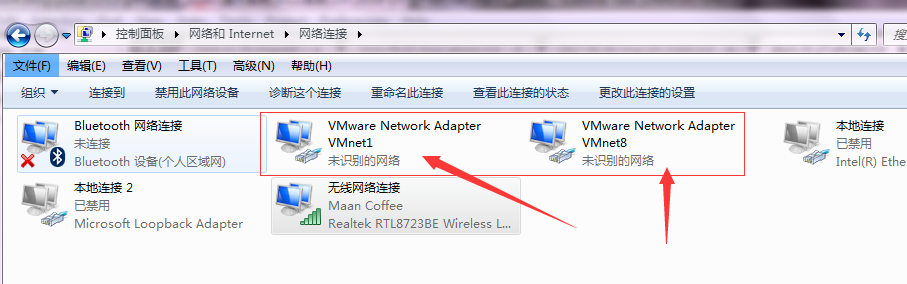 控制面板 网络和 Internet 网络连接
文件(F) 编辑(E) 查看(V) 工具(T) 高级(N) 帮助(H)
组织 连接到 禁用此网络设备 诊断这个连接 重命名此连接 查看此连接的状态 更改此连接的设置
Bluetooth 网络连接
未连接
Bluetooth 设备(个人区域网)
VMware Network Adapter
VMnet1
未识别的网络
VMware Network Adapter
VMnet8
未识别的网络
本地连接
已禁用
Intel(R) Ethe
本地连接 2
已禁用
Microsoft Loopback Adapter
无线网络连接
Maan Coffee
Realtek RTL8723BE Wireless L...